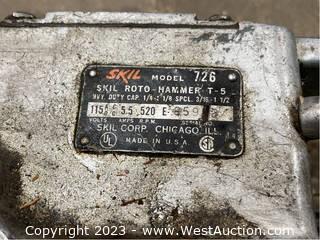 SKIL MODEL 726
SKIL ROTO-HAMMER T-5
HVY. DUTY CAP. 1/4 - 1 1/8 SPCL. 3/16 - 1 1/2
115 5.5 520 E
VOLTS AMPS R.P.M. SERIAL NO.
SKIL CORP. CHICAGO, ILL.
UL MADE IN U.S.A.
Copyright 2023 - WestAuction.com